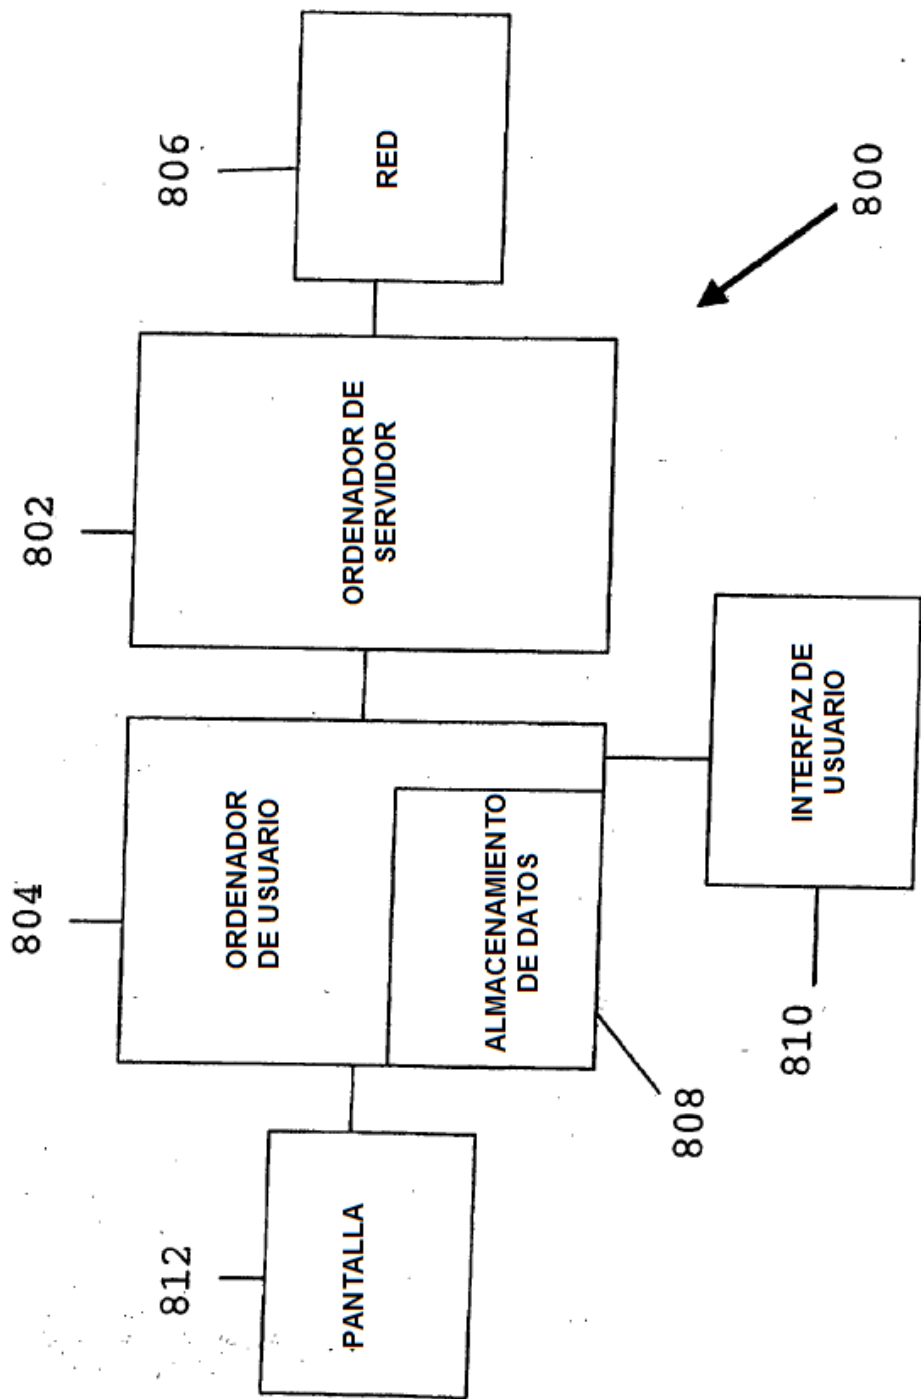 812
PANTALLA
804
ORDENADOR
DE USUARIO
ALMACENAMIENTO
DE DATOS
808
802
ORDENADOR DE
SERVIDOR
806
RED
810
INTERFAZ DE
USUARIO
800